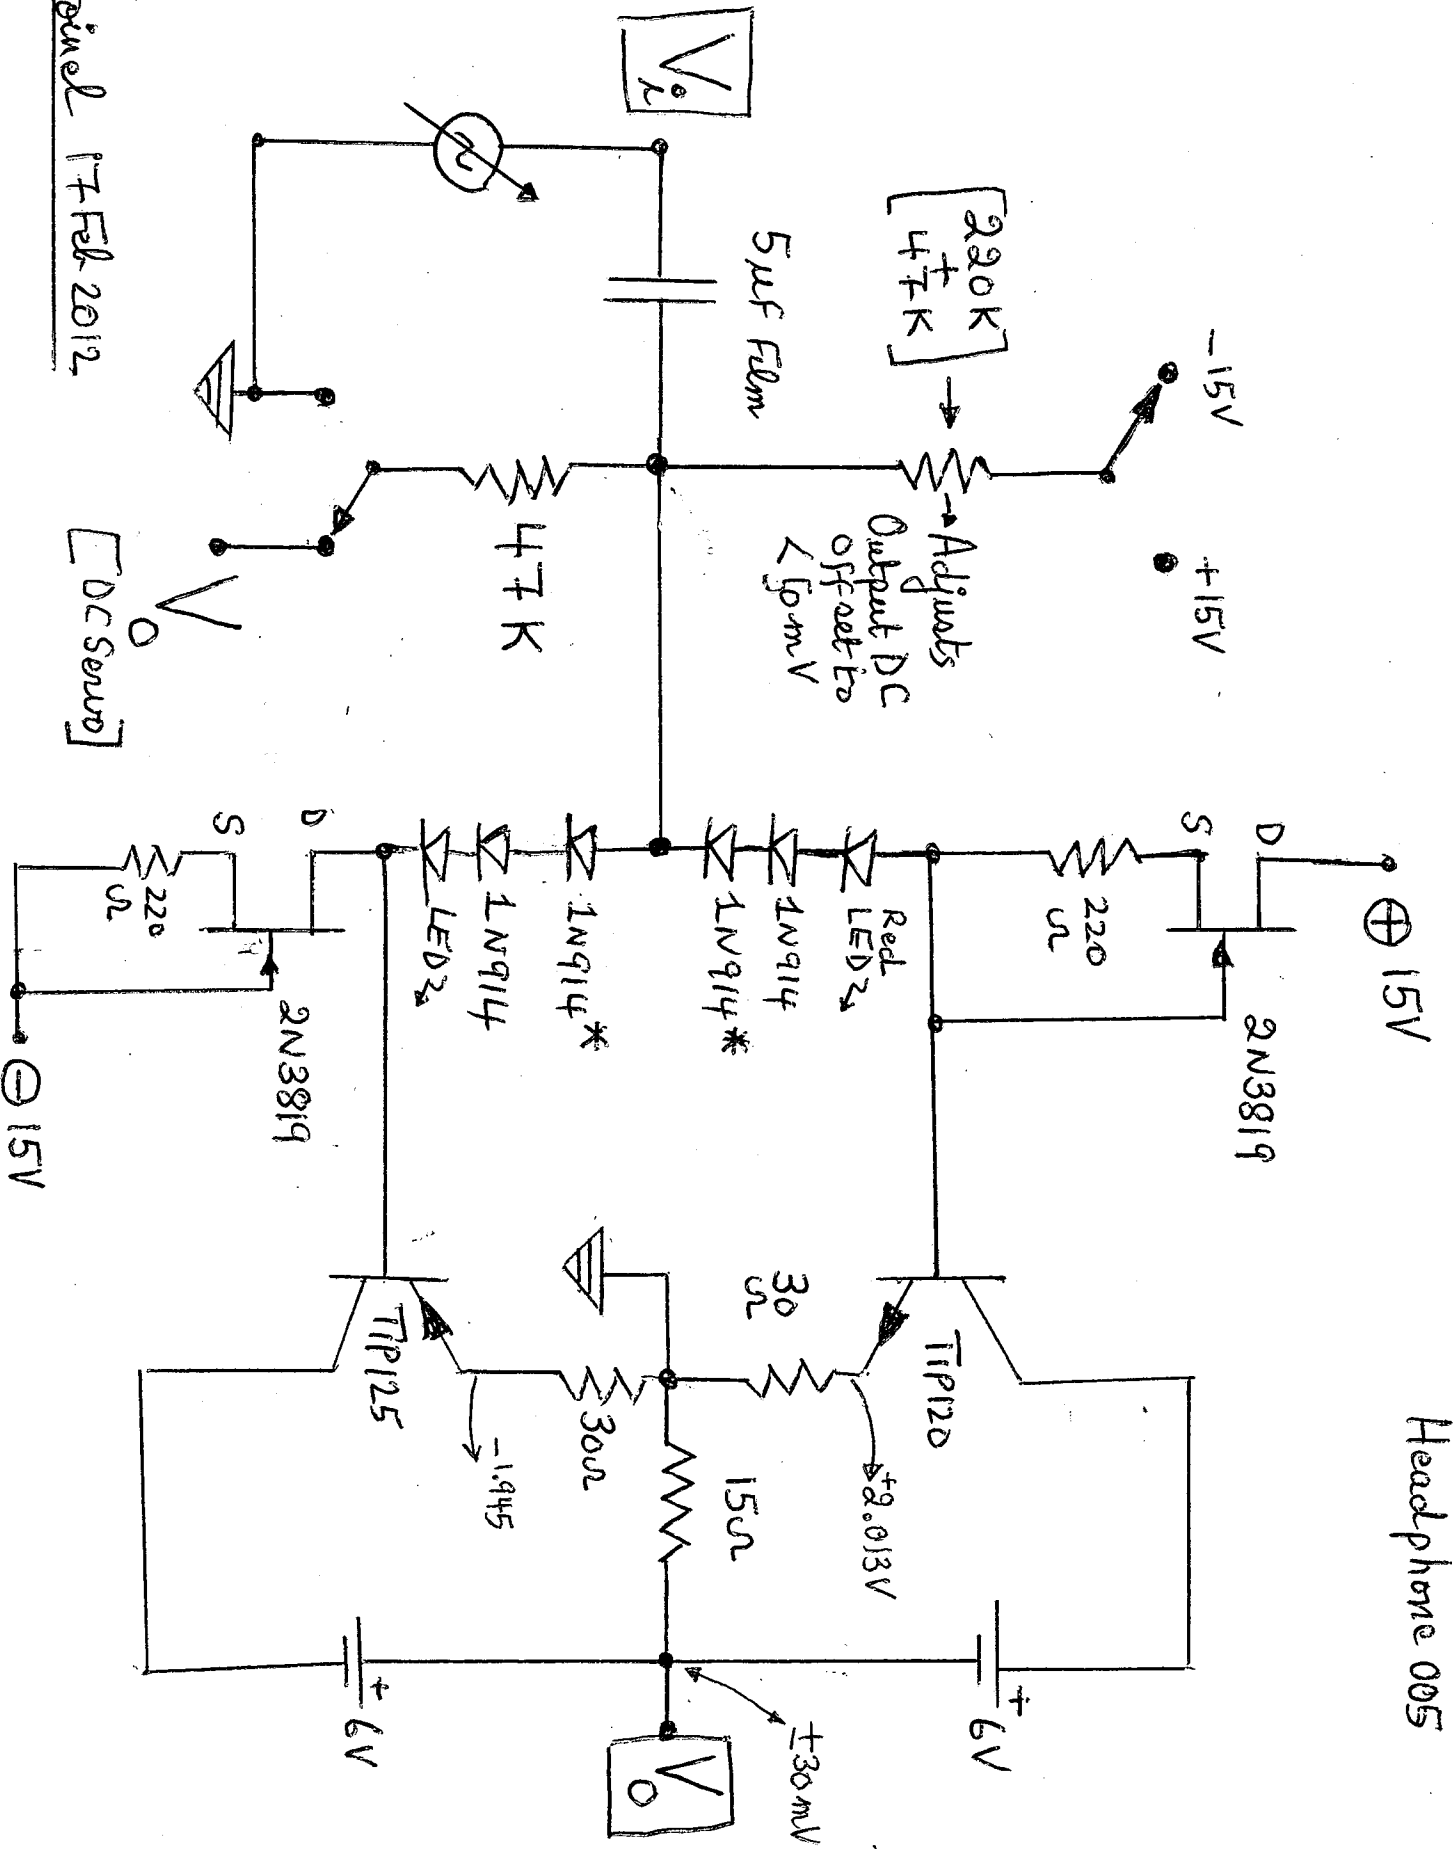 Headphone 005
⊕ 15V
2N3819
D
S
220
Ω
-15V
+15V
[220K
+
47K]
→ Adjusts
Output DC
offset to
< 50mV
Red
LED
1N914
1N914*
1N914*
1N914
LED
TIP120
+2.013V
30
Ω
30Ω
15Ω
-1.945
TIP125
+
6V
+
6V
±30mV
Vo
Vi
5µF Film
47K
Vo
[DC Servo]
D
S
220
Ω
2N3819
⊖ 15V
17 Feb 2012